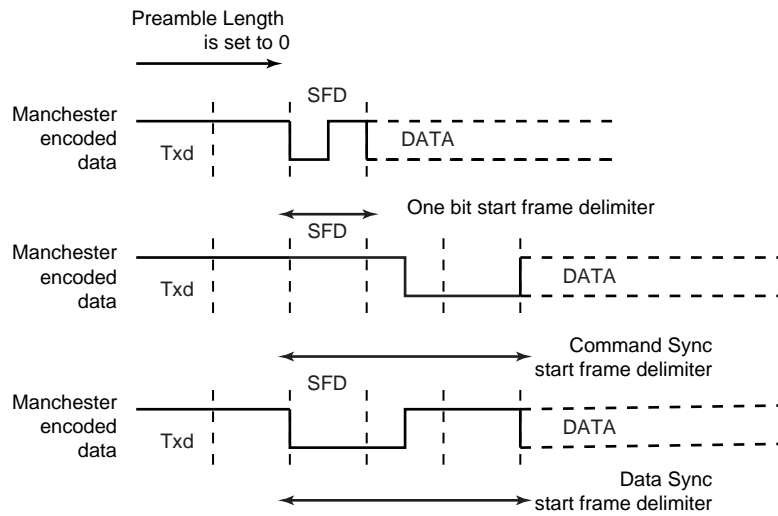 Preamble Length
is set to 0
SFD
Manchester
encoded
data
Txd
DATA
One bit start frame delimiter
SFD
Manchester
encoded
data
Txd
DATA
Command Sync
start frame delimiter
SFD
Manchester
encoded
data
Txd
DATA
Data Sync
start frame delimiter